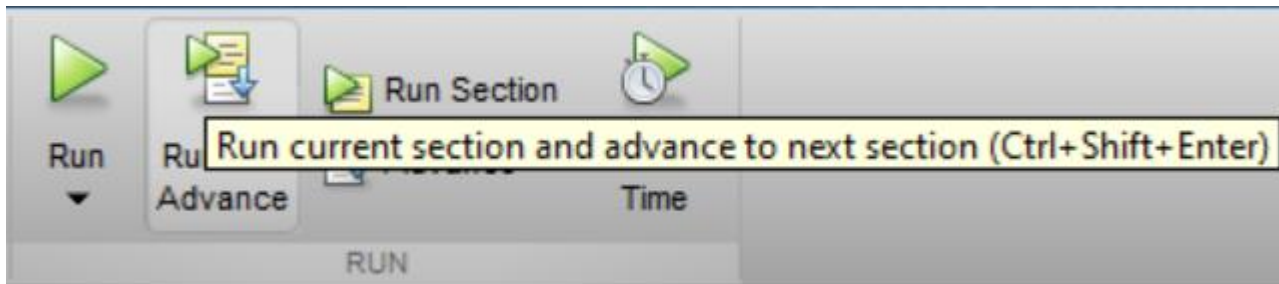 Run Section
Run current section and advance to next section (Ctrl+Shift+Enter)
Run
Advance
Time
RUN